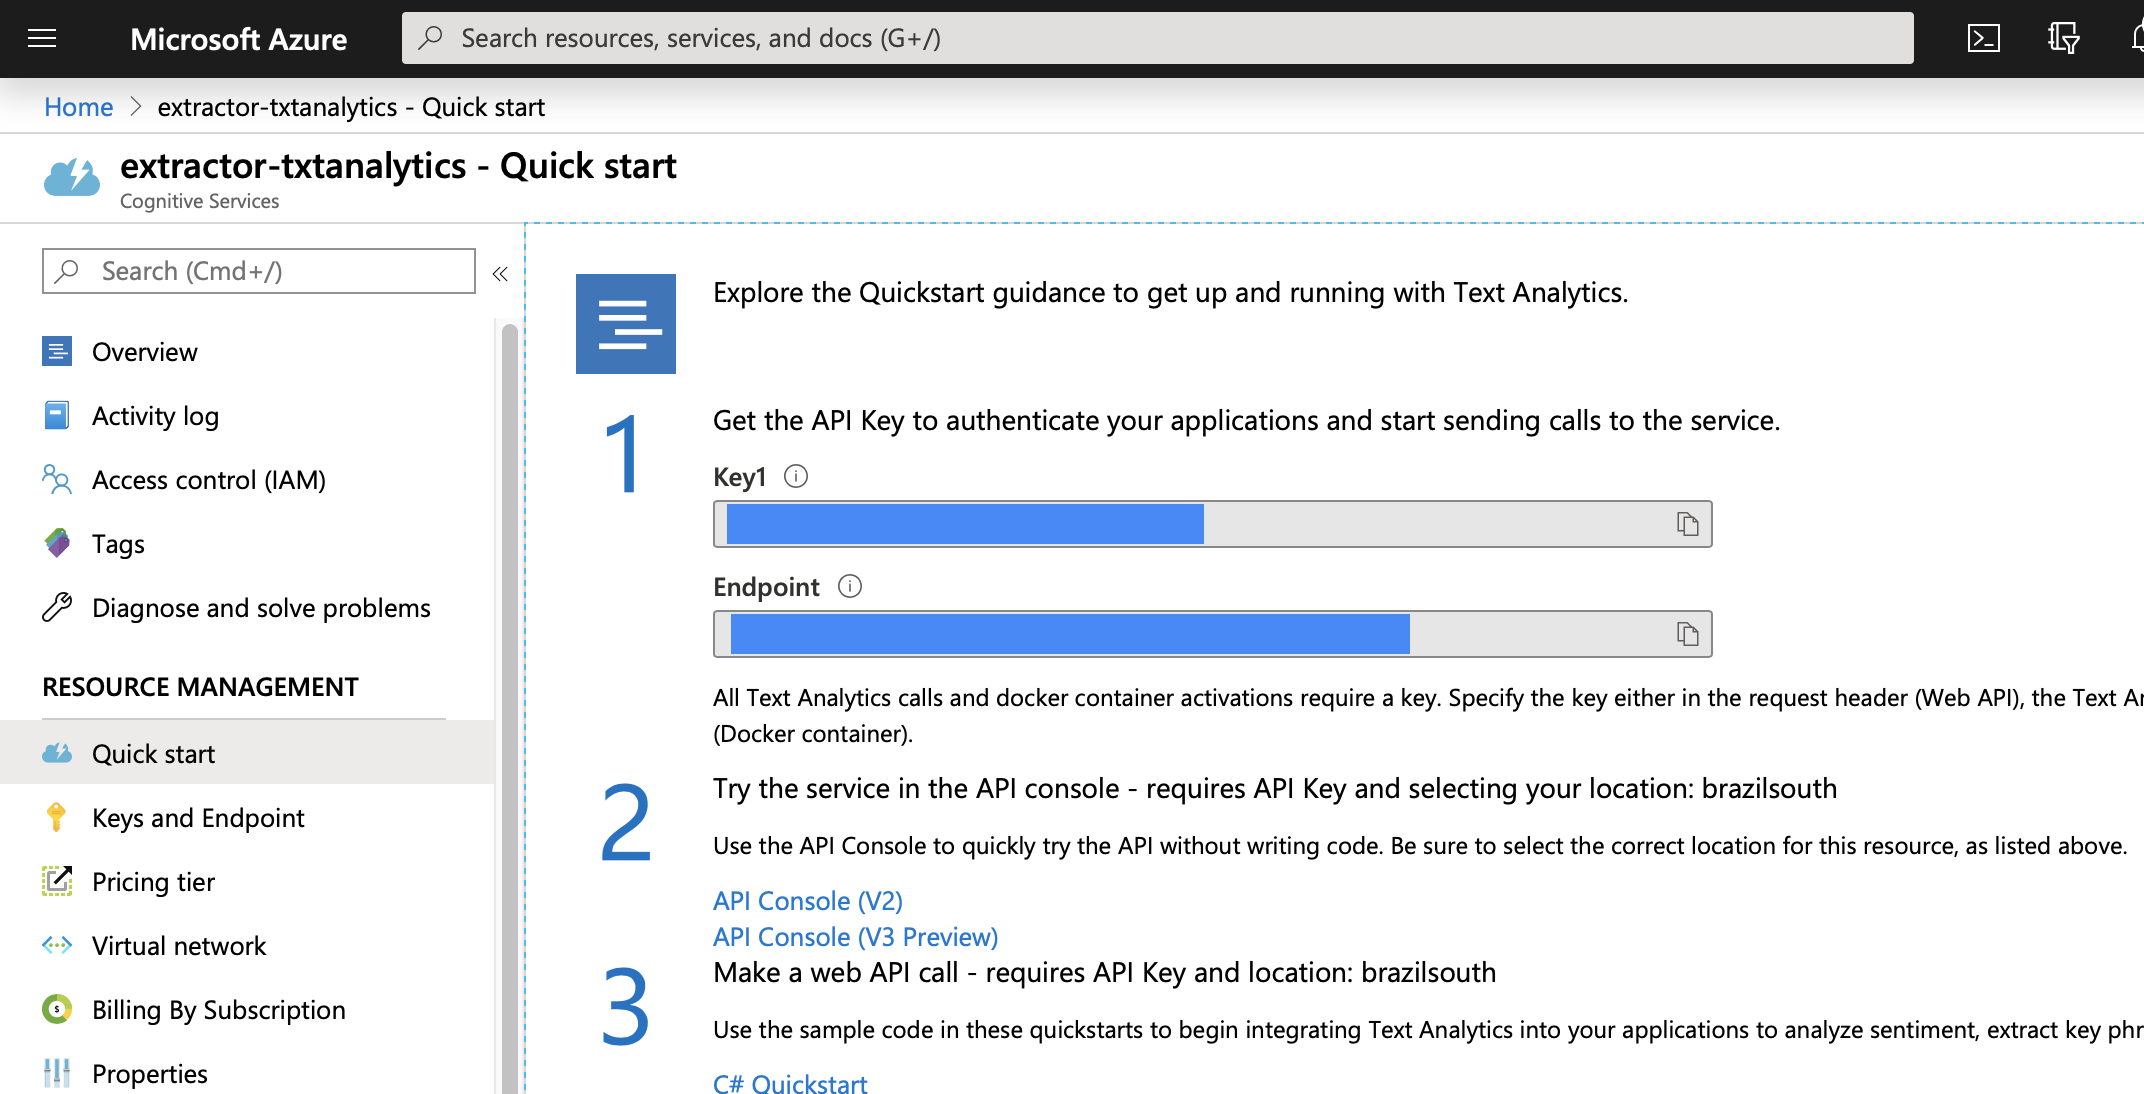 Microsoft Azure
Search resources, services, and docs (G+/)
Home > extractor-txtanalytics - Quick start
extractor-txtanalytics - Quick start
Cognitive Services
Search (Cmd+/)
«
Overview
Activity log
Access control (IAM)
Tags
Diagnose and solve problems
RESOURCE MANAGEMENT
Quick start
Keys and Endpoint
Pricing tier
Virtual network
Billing By Subscription
Properties
Explore the Quickstart guidance to get up and running with Text Analytics.
1
Get the API Key to authenticate your applications and start sending calls to the service.
Key1
Endpoint
All Text Analytics calls and docker container activations require a key. Specify the key either in the request header (Web API), the Text
(Docker container).
2
Try the service in the API console - requires API Key and selecting your location: brazilsouth
Use the API Console to quickly try the API without writing code. Be sure to select the correct location for this resource, as listed above.
API Console (V2)
API Console (V3 Preview)
3
Make a web API call - requires API Key and location: brazilsouth
Use the sample code in these quickstarts to begin integrating Text Analytics into your applications to analyze sentiment, extract key
C# Quickstart